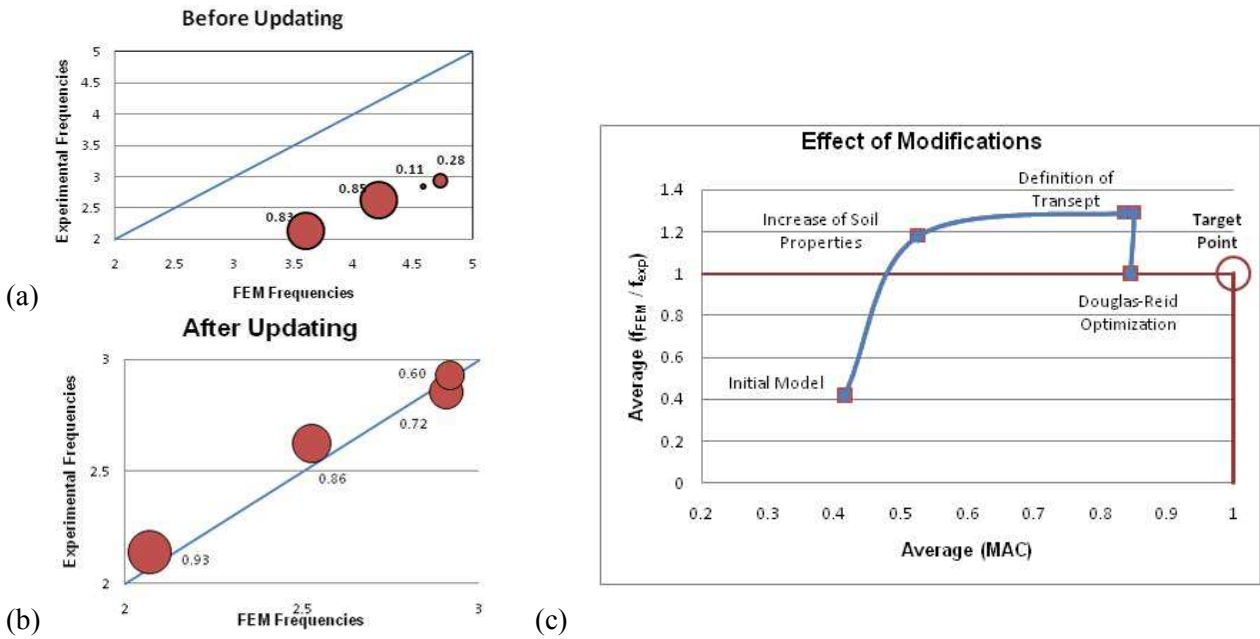 Before Updating
Experimental Frequencies
5
4.5
4
3.5
3
2.5
2
0.83
0.85
0.11
0.28
2
2.5
3
3.5
4
4.5
5
FEM Frequencies
(a)
After Updating
Experimental Frequencies
3
2.5
2
0.60
0.72
0.86
0.93
2
2.5
3
FEM Frequencies
(b)
Effect of Modifications
Average (fFEM / fexp)
1.4
1.2
1
0.8
0.6
0.4
0.2
0
Definition of
Transept
Increase of Soil
Properties
Target
Point
Douglas-Reid
Optimization
Initial Model
0.2
0.3
0.4
0.5
0.6
0.7
0.8
0.9
1
Average (MAC)
(c)